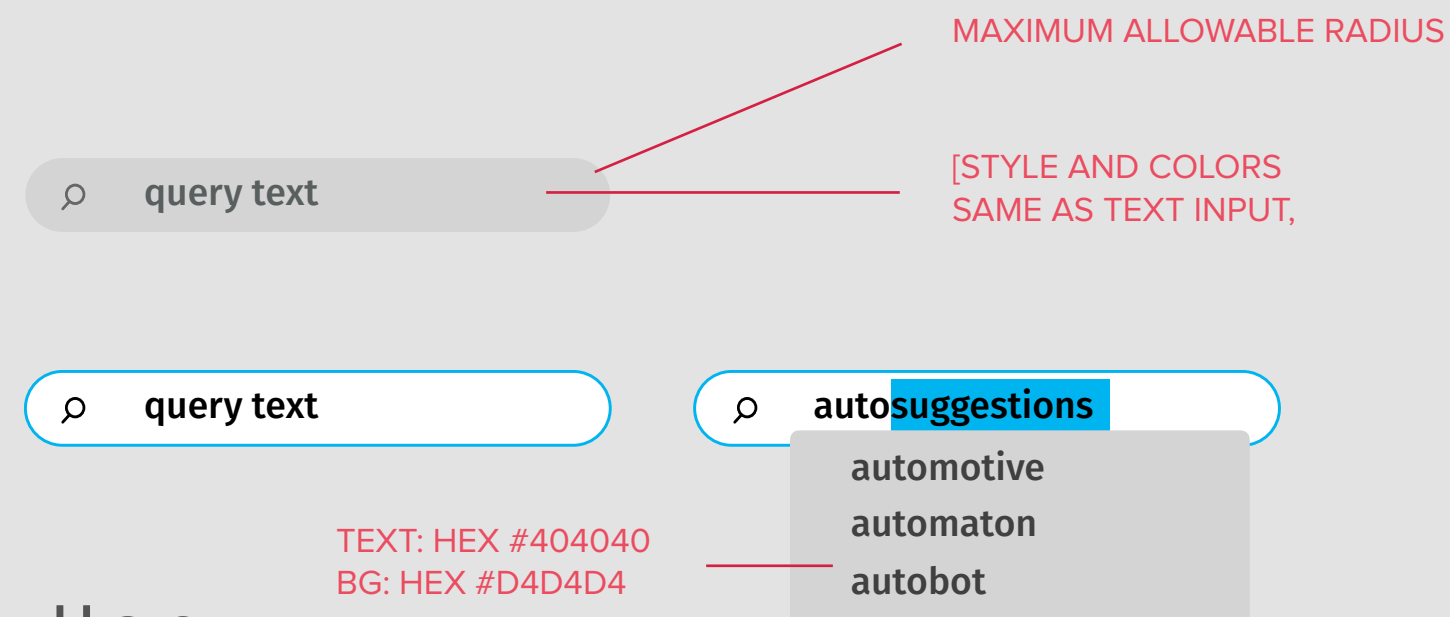 MAXIMUM ALLOWABLE RADIUS
query text
[STYLE AND COLORS
SAME AS TEXT INPUT,
query text
autosuggestions
automotive
automaton
autobot
TEXT: HEX #404040
BG: HEX #D4D4D4